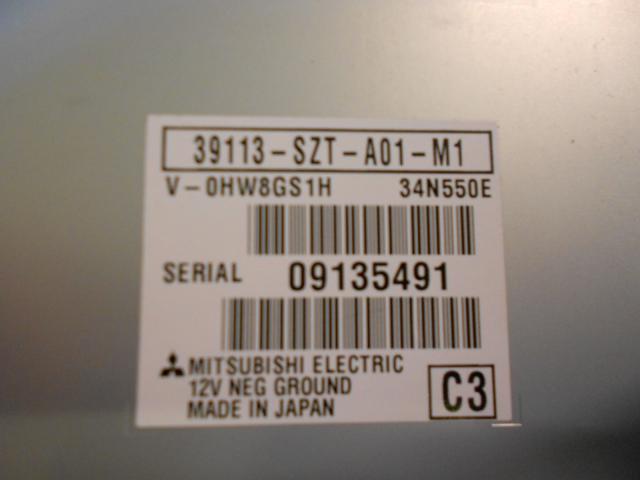 39113-SZT-A01-M1
V-0HW8GS1H 34N550E
SERIAL 09135491
MITSUBISHI ELECTRIC
12V NEG GROUND
MADE IN JAPAN
C3